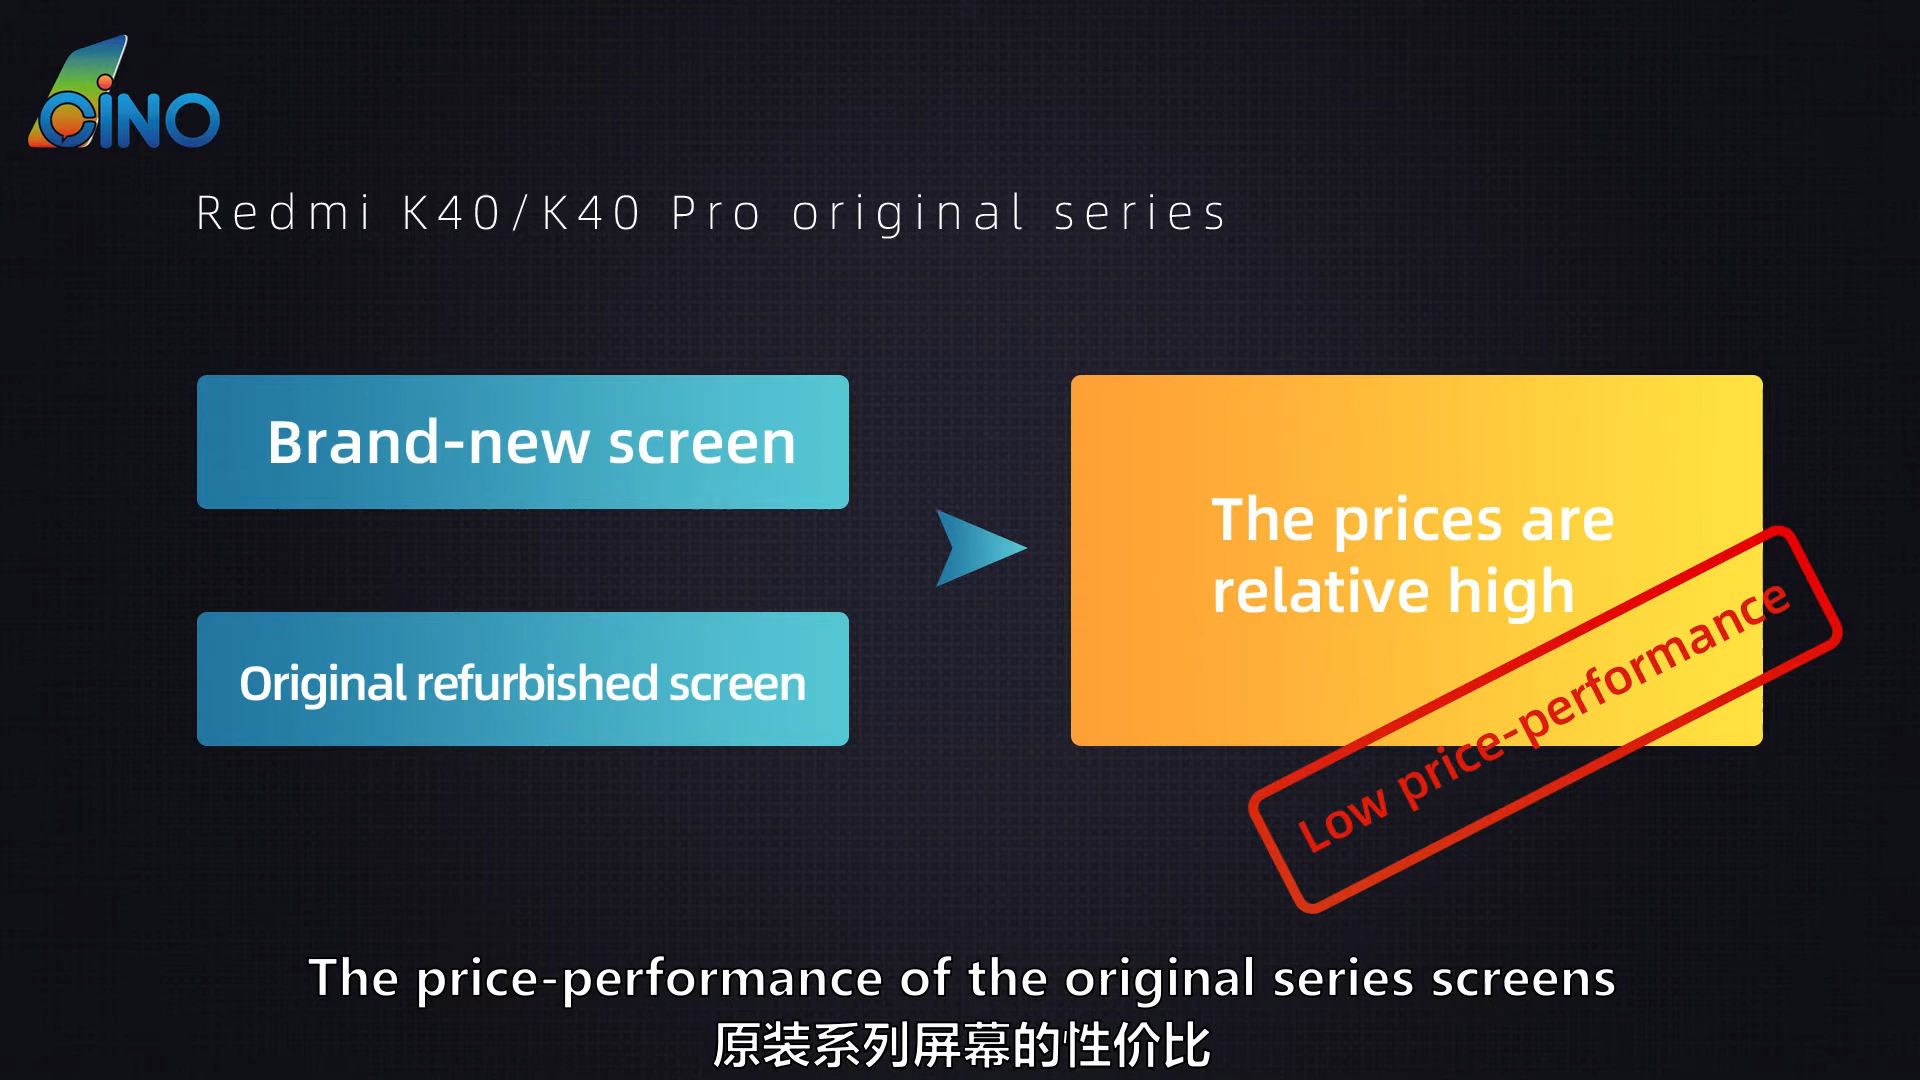 CINO
Redmi K40/K40 Pro original series
Brand-new screen
Original refurbished screen
The prices are
relative high
Low price-performance
The price-performance of the original series screens
原装系列屏幕的性价比